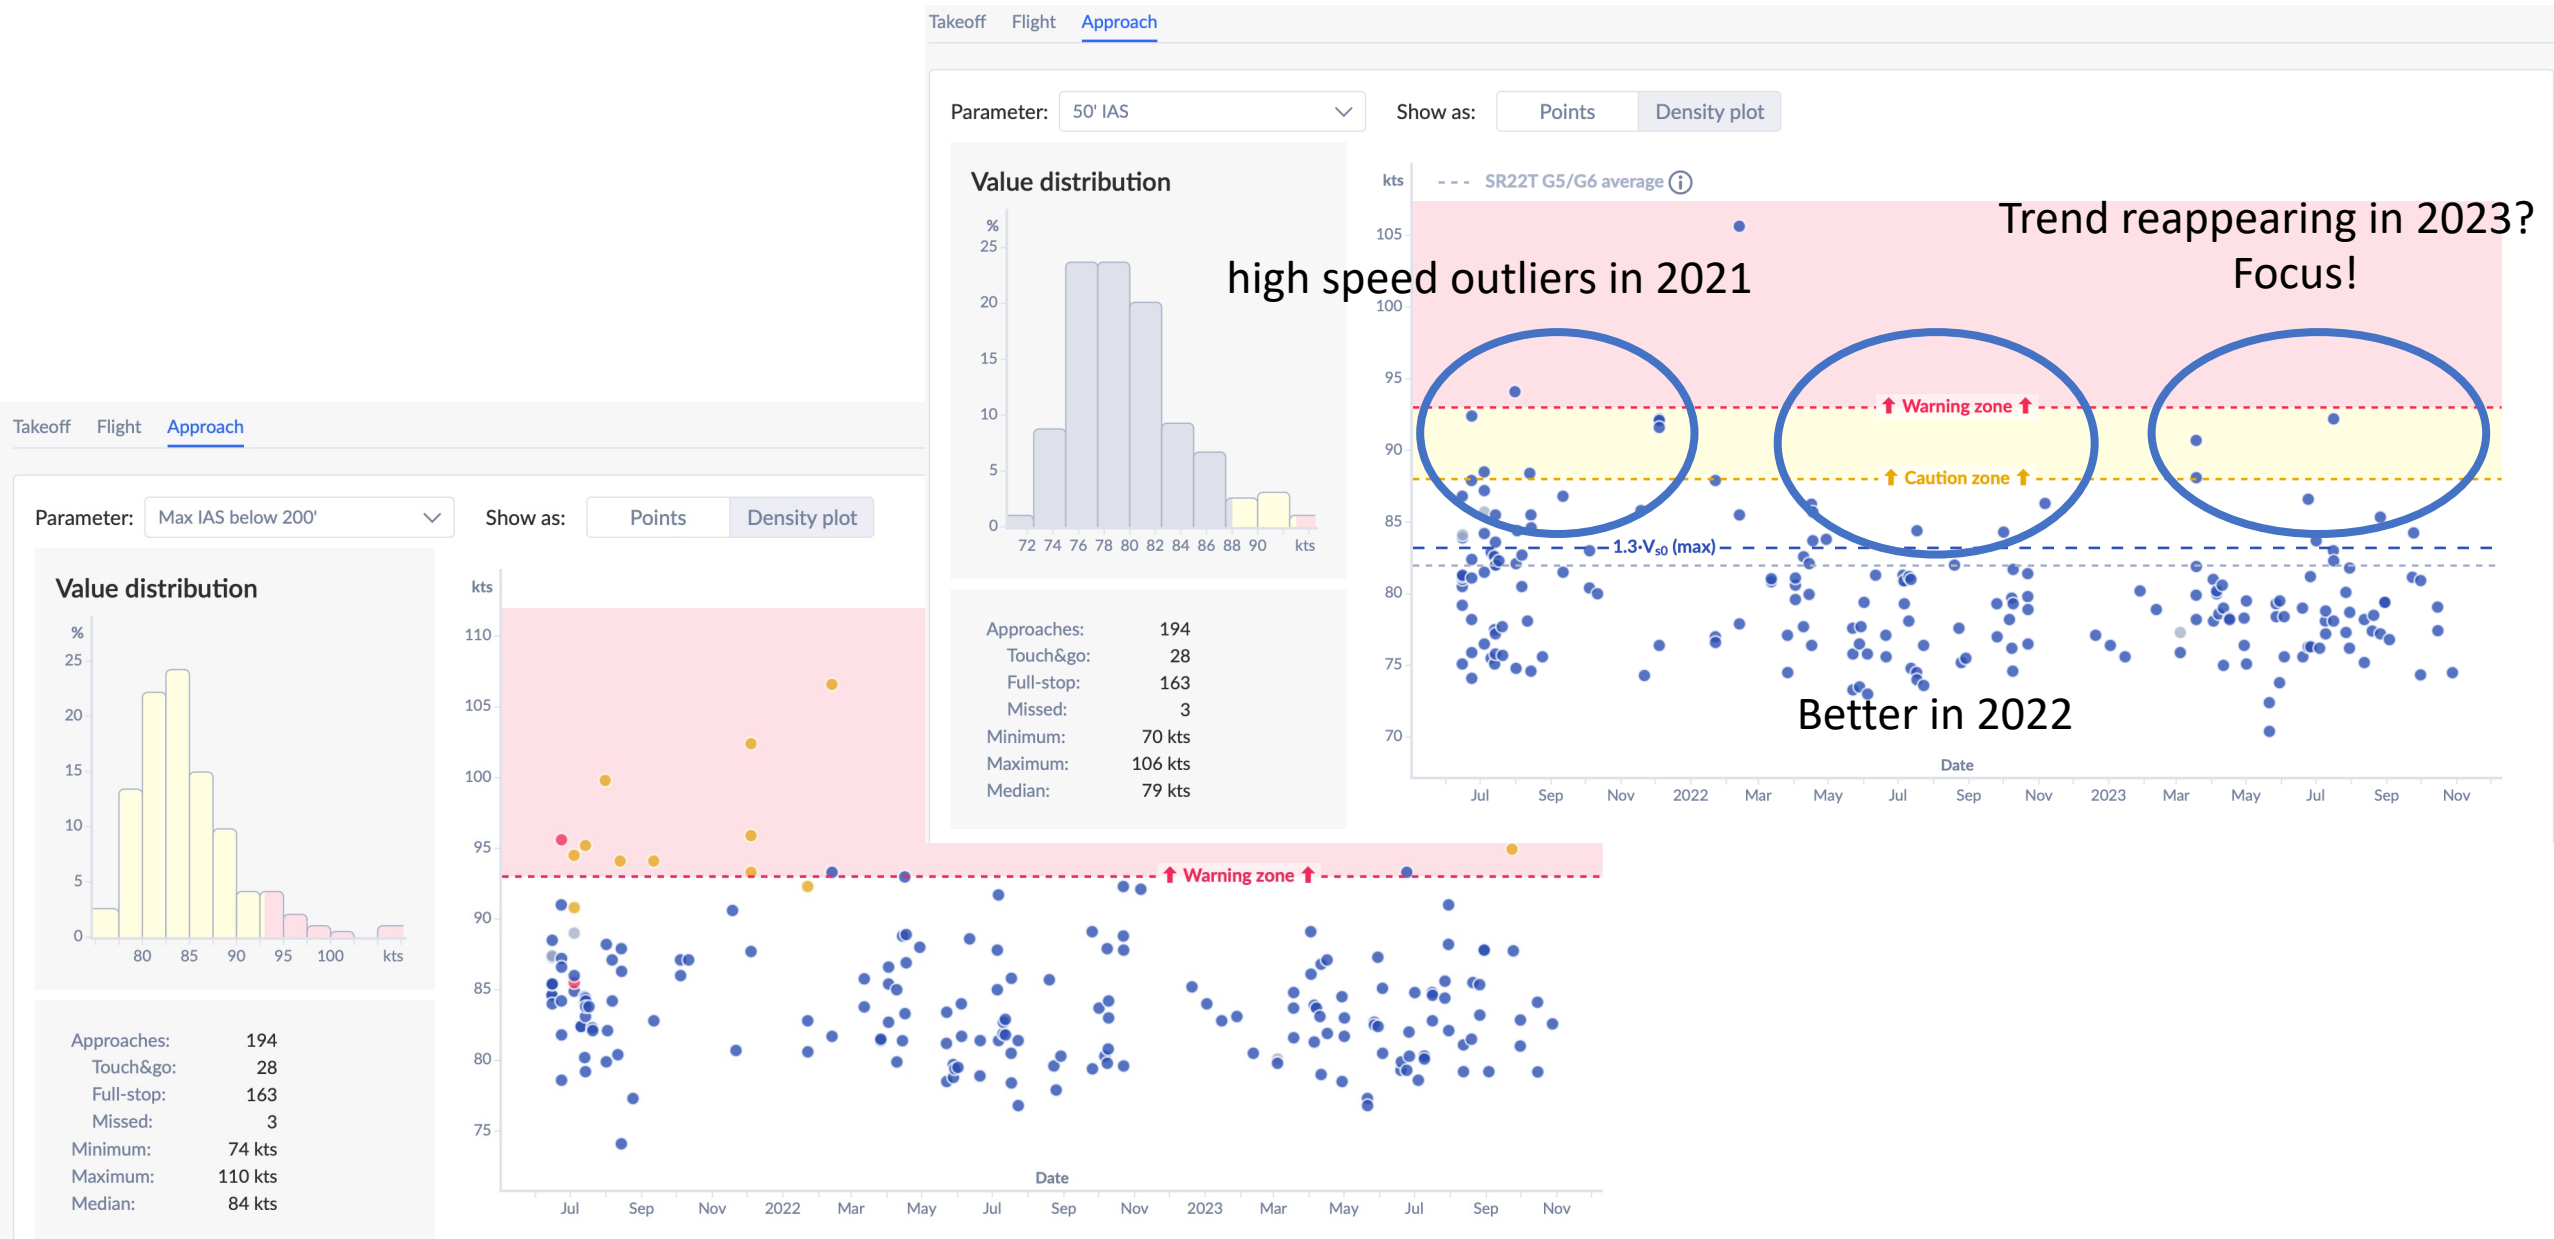 Takeoff Flight Approach
Parameter: 50' IAS Show as: Points Density plot
Value distribution
%
25
20
15
10
5
0
72 74 76 78 80 82 84 86 88 90 kts
Approaches: 194
Touch&go: 28
Full-stop: 163
Missed: 3
Minimum: 70 kts
Maximum: 106 kts
Median: 79 kts
kts SR22T G5/G6 average
105
100
95
90
85
80
75
70
Trend reappearing in 2023?
Focus!
high speed outliers in 2021
Warning zone
Caution zone
1.3·Vs0 (max)
Better in 2022
Date
Jul Sep Nov 2022 Mar May Jul Sep Nov 2023 Mar May Jul Sep Nov
Takeoff Flight Approach
Parameter: Max IAS below 200' Show as: Points Density plot
Value distribution
%
25
20
15
10
5
0
80 85 90 95 100 kts
Approaches: 194
Touch&go: 28
Full-stop: 163
Missed: 3
Minimum: 74 kts
Maximum: 110 kts
Median: 84 kts
kts
110
105
100
95
90
85
80
75
Warning zone
Date
Jul Sep Nov 2022 Mar May Jul Sep Nov 2023 Mar May Jul Sep Nov